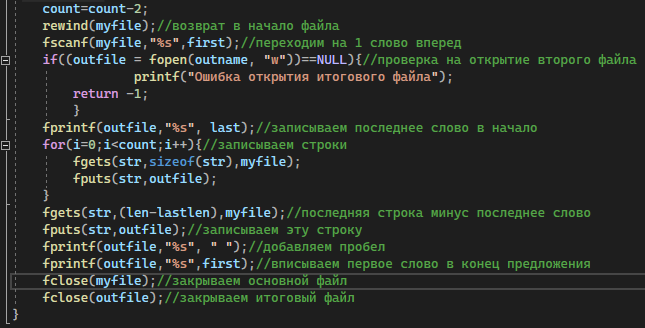 count=count-2;
rewind(myfile);//возврат в начало файла
fscanf(myfile,"%s",first);//переходим на 1 слово вперед
if((outfile = fopen(outname, "w"))==NULL){//проверка на открытие второго файла
printf("Ошибка открытия итогового файла");
return -1;
}
fprintf(outfile,"%s", last);//записываем последнее слово в начало
for(i=0;i<count;i++){//записываем строки
fgets(str,sizeof(str),myfile);
fputs(str,outfile);
}
fgets(str,(len-lastlen),myfile);//последняя строка минус последнее слово
fputs(str,outfile);//записываем эту строку
fprintf(outfile,"%s", " ");//добавляем пробел
fprintf(outfile,"%s",first);//вписываем первое слово в конец предложения
fclose(myfile);//закрываем основной файл
fclose(outfile);//закрываем итоговый файл
}